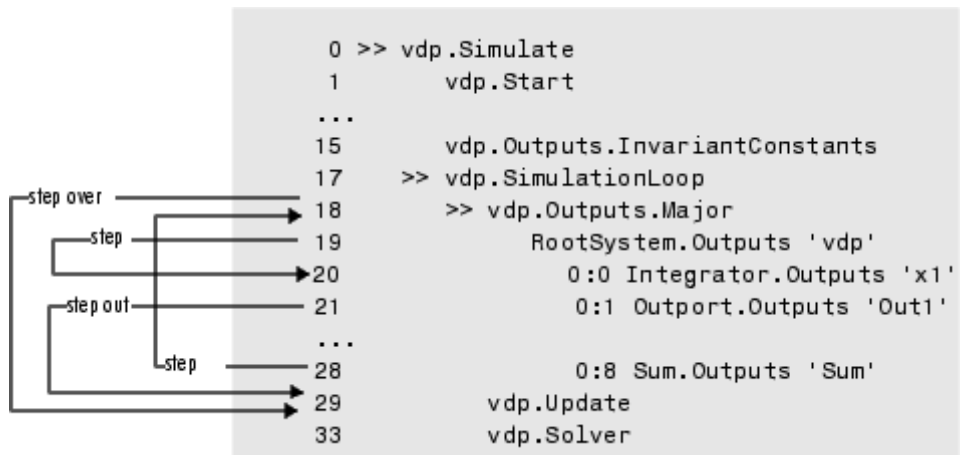 0 >> vdp.Simulate
1 vdp.Start
...
15 vdp.Outputs.InvariantConstants
17 >> vdp.SimulationLoop
step over
18 >> vdp.Outputs.Major
step
19 RootSystem.Outputs 'vdp'
20 0:0 Integrator.Outputs 'x1'
step out
21 0:1 Outport.Outputs 'Out1'
...
step
28 0:8 Sum.Outputs 'Sum'
29 vdp.Update
33 vdp.Solver